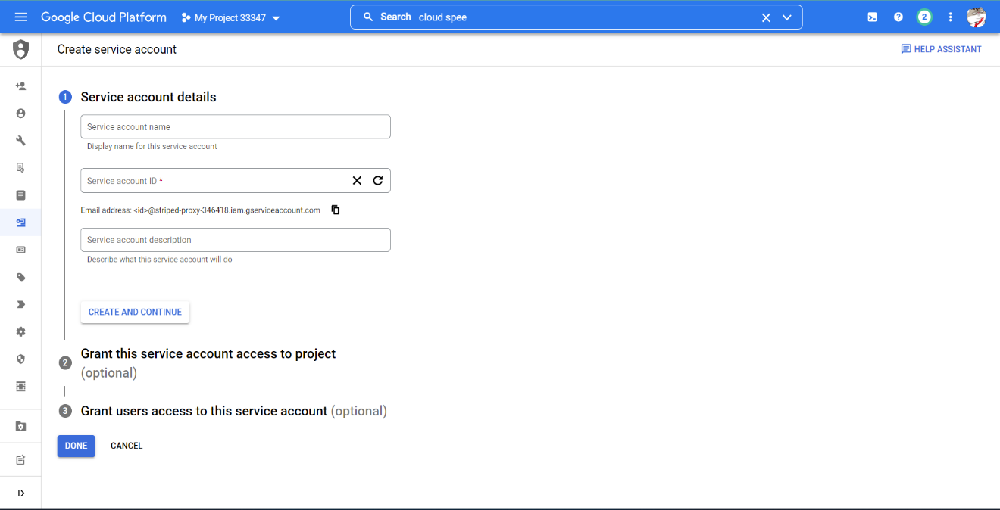 Google Cloud Platform My Project 33347 Search cloud spee 2
Create service account HELP ASSISTANT
1 Service account details
Service account name
Display name for this service account
Service account ID *
Email address: <id>@striped-proxy-346418.iam.gserviceaccount.com
Service account description
Describe what this service account will do
CREATE AND CONTINUE
2 Grant this service account access to project
(optional)
3 Grant users access to this service account (optional)
DONE CANCEL